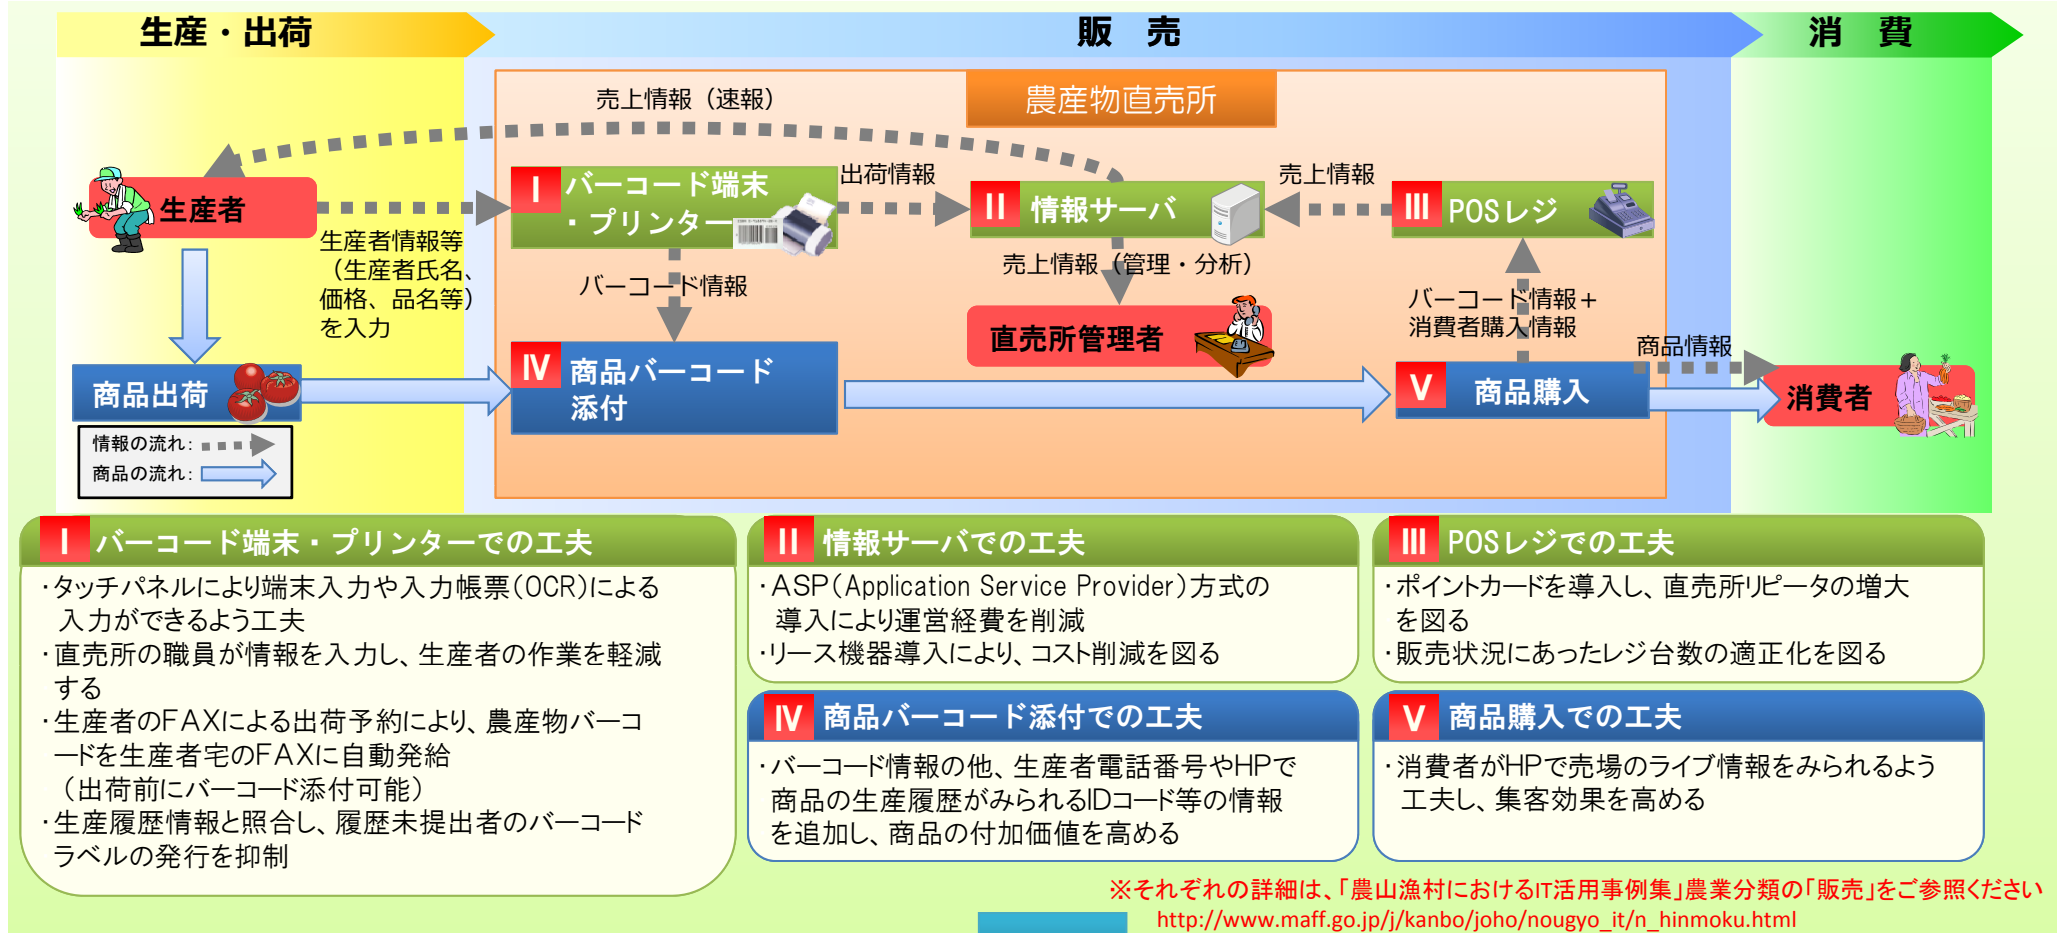 生産・出荷
販　売
消　費
農産物直売所
売上情報（速報）
生産者
Ⅰ
バーコード端末
・プリンター
出荷情報
Ⅱ 情報サーバ
売上情報
Ⅲ POSレジ
生産者情報等
（生産者氏名、
価格、品名等）
を入力
バーコード情報
売上情報（管理・分析）
直売所管理者
バーコード情報＋
消費者購入情報
商品情報
商品出荷
Ⅳ 商品バーコード
添付
Ⅴ 商品購入
消費者
情報の流れ：
商品の流れ：
Ⅰ バーコード端末・プリンターでの工夫
・タッチパネルにより端末入力や入力帳票（OCR）による
入力ができるよう工夫
・直売所の職員が情報を入力し、生産者の作業を軽減
する
・生産者のＦＡＸによる出荷予約により、農産物バーコ
ードを生産者宅のＦＡＸに自動発給
（出荷前にバーコード添付可能）
・生産履歴情報と照合し、履歴未提出者のバーコード
ラベルの発行を抑制
Ⅱ 情報サーバでの工夫
・ＡＳＰ（Application Service Provider）方式の
導入により運営経費を削減
・リース機器導入により、コスト削減を図る
Ⅲ POSレジでの工夫
・ポイントカードを導入し、直売所リピータの増大
を図る
・販売状況にあったレジ台数の適正化を図る
Ⅳ 商品バーコード添付での工夫
・バーコード情報の他、生産者電話番号やHPで
商品の生産履歴がみられるIDコード等の情報
を追加し、商品の付加価値を高める
Ⅴ 商品購入での工夫
・消費者がHPで売場のライブ情報をみられるよう
工夫し、集客効果を高める
※それぞれの詳細は、「農山漁村におけるIT活用事例集」農業分類の「販売」をご参照ください
http://www.maff.go.jp/j/kanbo/joho/nougyo_it/n_hinmoku.html